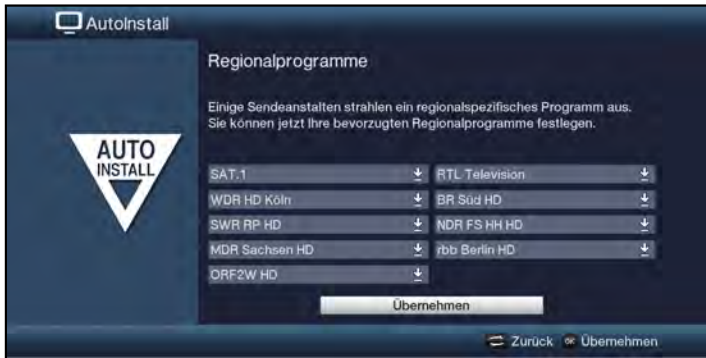 AutoInstall
Regionalprogramme
Einige Sendeanstalten strahlen ein regionalspezifisches Programm aus.
Sie können jetzt Ihre bevorzugten Regionalprogramme festlegen.
AUTO
INSTALL
SAT.1
RTL Television
WDR HD Köln
BR Süd HD
SWR RP HD
NDR FS HH HD
MDR Sachsen HD
rbb Berlin HD
ORF2W HD
Übernehmen
Zurück OK Übernehmen